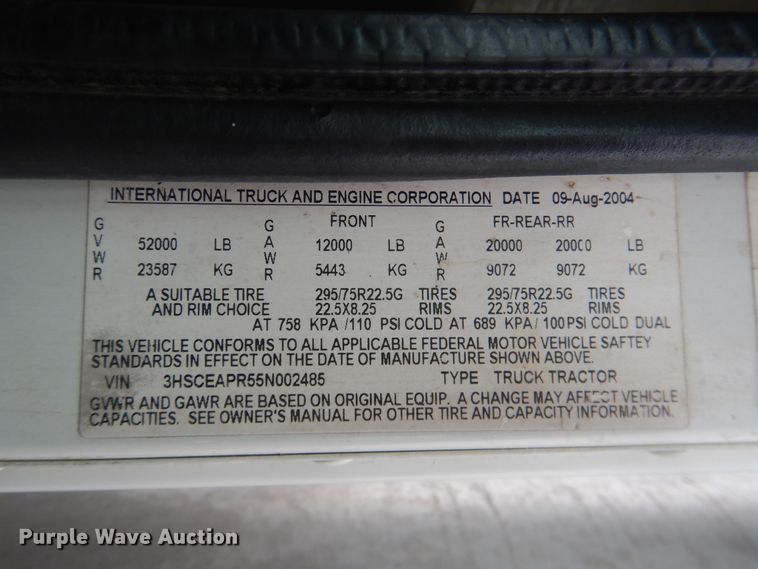 INTERNATIONAL TRUCK AND ENGINE CORPORATION DATE 09-Aug-2004
GVWR GAWR FRONT GAWR FR-REAR-RR
52000 LB 12000 LB 20000 20000 LB
23587 KG 5443 KG 9072 9072 KG
A SUITABLE TIRE 295/75R22.5G TIRES 295/75R22.5G TIRES
AND RIM CHOICE 22.5X8.25 RIMS 22.5X8.25 RIMS
AT 758 KPA /110 PSI COLD AT 689 KPA/ 100 PSI COLD DUAL
THIS VEHICLE CONFORMS TO ALL APPLICABLE FEDERAL MOTOR VEHICLE SAFTEY
STANDARDS IN EFFECT ON THE DATE OF MANUFACTURE SHOWN ABOVE.
VIN 3HSCEAPR55N002485 TYPE TRUCK TRACTOR
GVWR AND GAWR ARE BASED ON ORIGINAL EQUIP. A CHANGE MAY AFFECT VEHICLE
CAPACITIES. SEE OWNER'S MANUAL FOR OTHER TIRE AND CAPACITY INFORMATION.
Purple Wave Auction